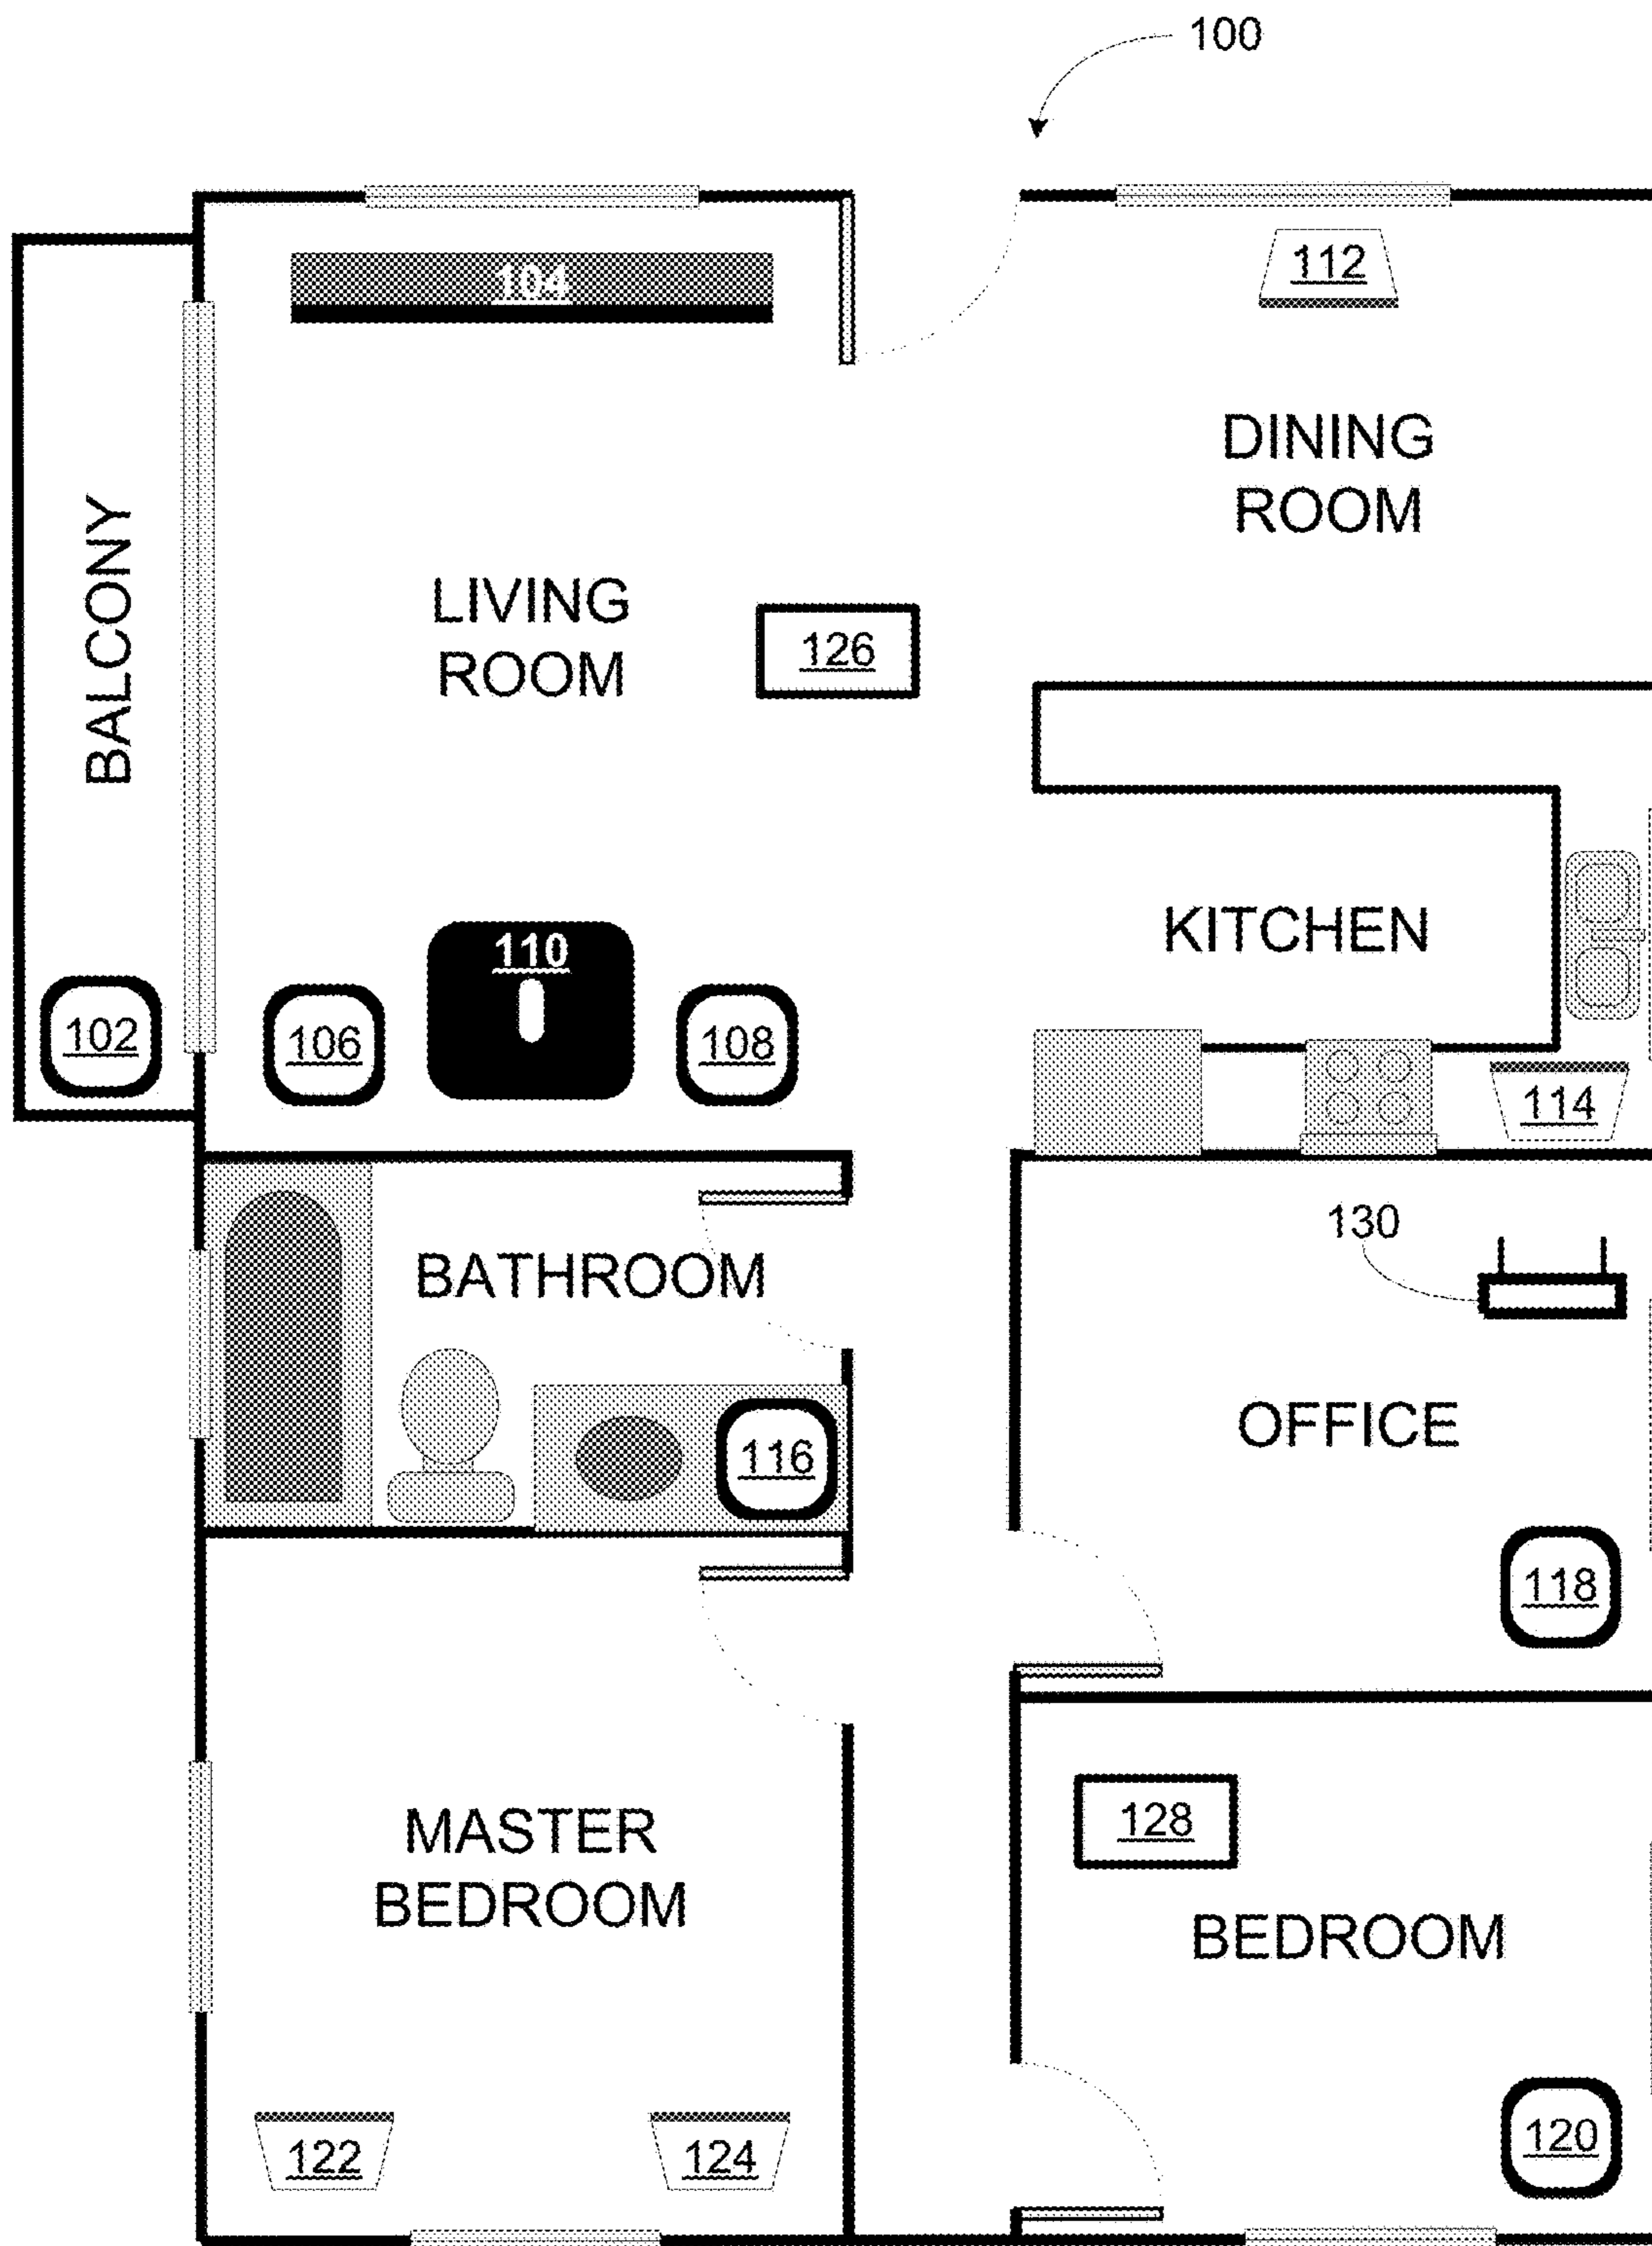 100
104
112
DINING
ROOM
BALCONY
LIVING
ROOM
126
KITCHEN
110
102
106
108
114
130
BATHROOM
OFFICE
116
118
128
MASTER
BEDROOM
BEDROOM
122
124
120